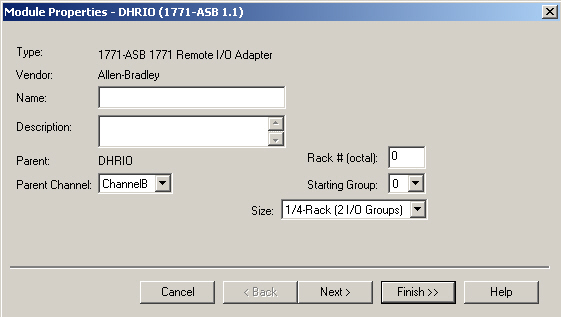 Module Properties - DHRIO (1771-ASB 1.1)
Type: 1771-ASB 1771 Remote I/O Adapter
Vendor: Allen-Bradley
Name:
Description:
Parent: DHRIO
Rack # (octal): 0
Parent Channel: ChannelB
Starting Group: 0
Size: 1/4-Rack (2 I/O Groups)
Cancel < Back Next > Finish >> Help